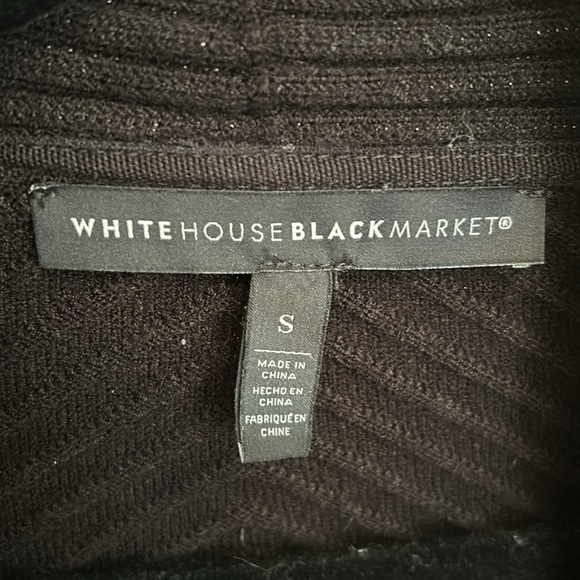 WHITEHOUSEBLACKMARKET®
S
MADE IN
CHINA
HECHO EN
CHINA
FABRIQUÉ EN
CHINE